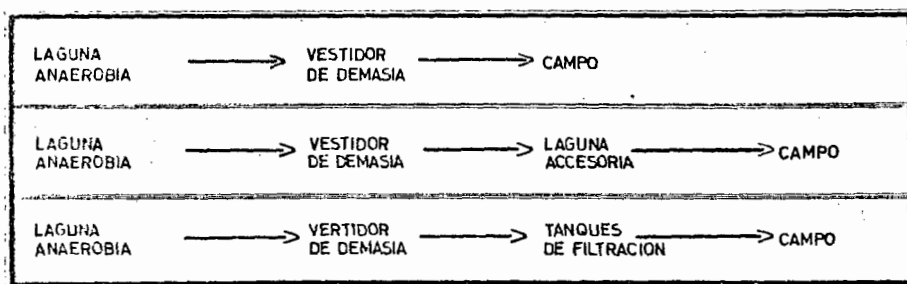 LAGUNA ANAEROBIA VESTIDOR DE DEMASIA CAMPO
LAGUNA ANAEROBIA VESTIDOR DE DEMASIA LAGUNA ACCESORIA CAMPO
LAGUNA ANAEROBIA VERTIDOR DE DEMASIA TANQUES DE FILTRACION CAMPO